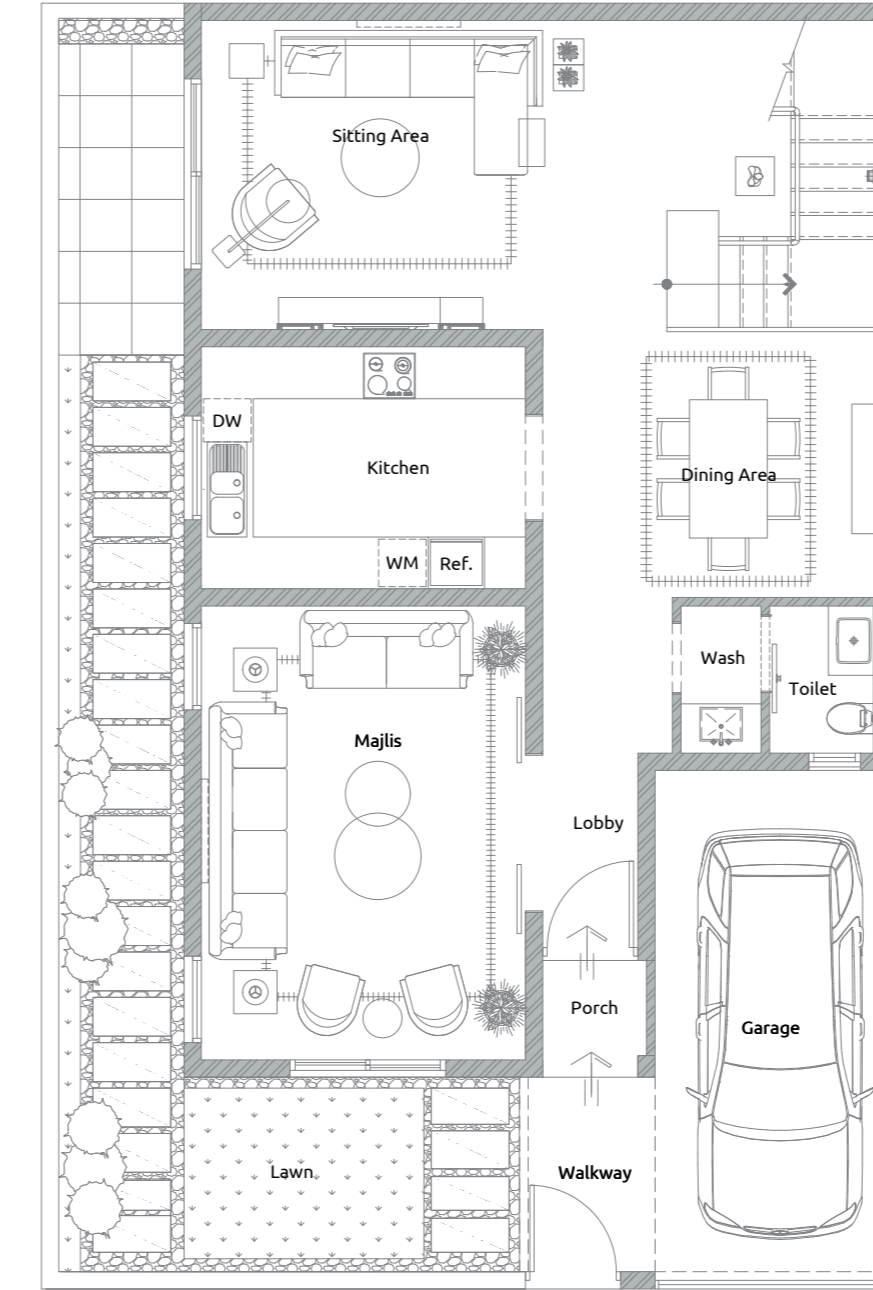 Sitting Area
DW
Kitchen
Dining Area
WM
Ref.
Wash
Toilet
Majlis
Lobby
Porch
Garage
Lawn
Walkway